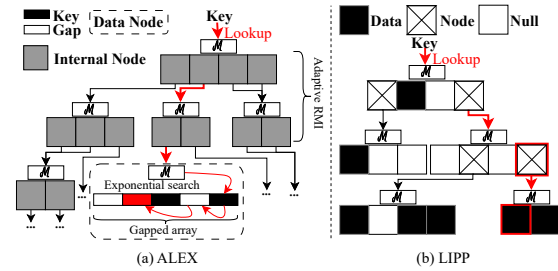 Key
Gap
Data Node
Internal Node
Key
Lookup
M
Adaptive RMI
M
M
M
M
M
Exponential search
...
...
...
...
...
Gapped array
(a) ALEX
Data
Node
Null
Key
Lookup
M
M
M
M
M
(b) LIPP